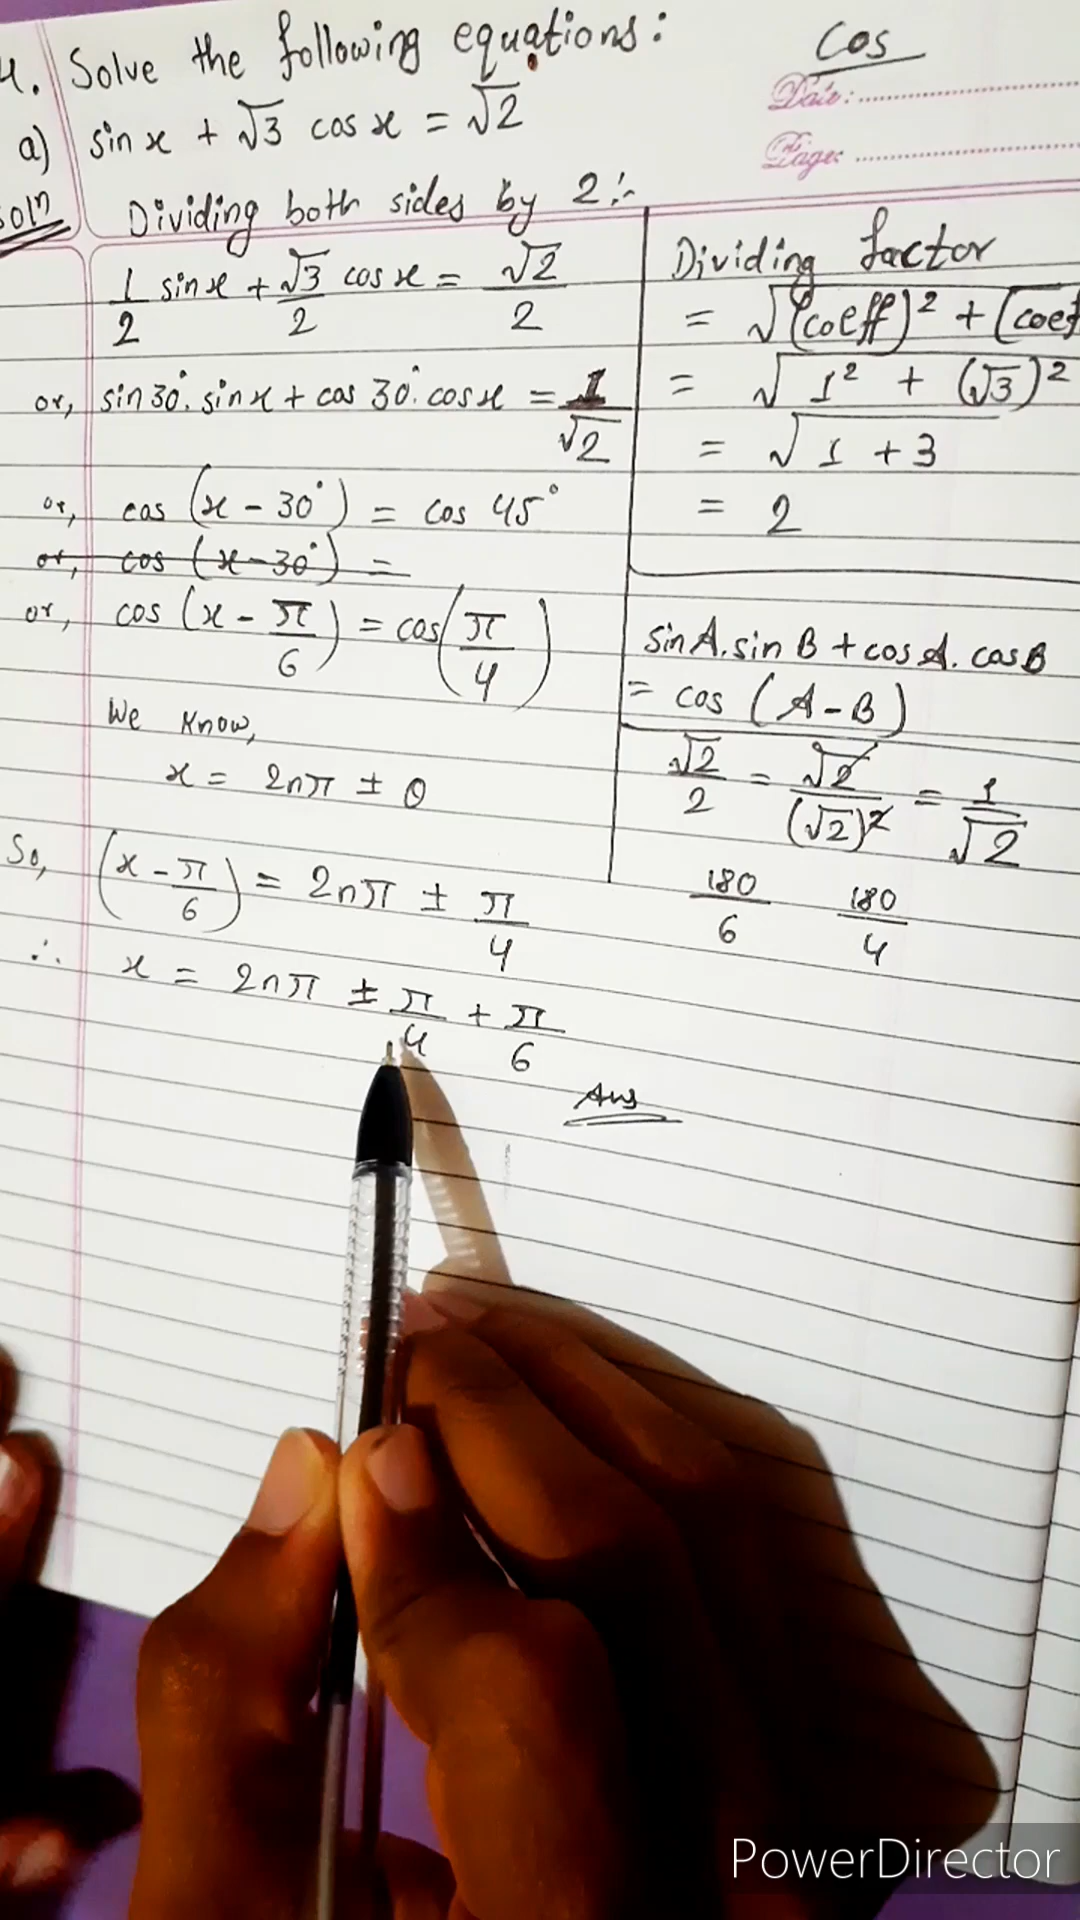 4. Solve the following equations:
a) sin x + √3 cos x = √2
Soln
Dividing both sides by 2:-
1/2 sin x + √3/2 cos x = √2/2
or, sin 30°. sin x + cos 30°. cos x = 1/√2
or, cos (x - 30°) = cos 45°
or, cos (x - 30°) =
or, cos (x - π/6) = cos (π/4)
We Know,
x = 2nπ ± θ
So, (x - π/6) = 2nπ ± π/4
∴ x = 2nπ ± π/4 + π/6
Ans
Cos
Date:
Page:
Dividing factor
= √(coeff)² + (coef
= √1² + (√3)²
= √1 + 3
= 2
sin A. sin B + cos A. cos B
= cos (A - B)
√2/2 = √2/(√2)² = 1/√2
180/6 180/4
PowerDirector